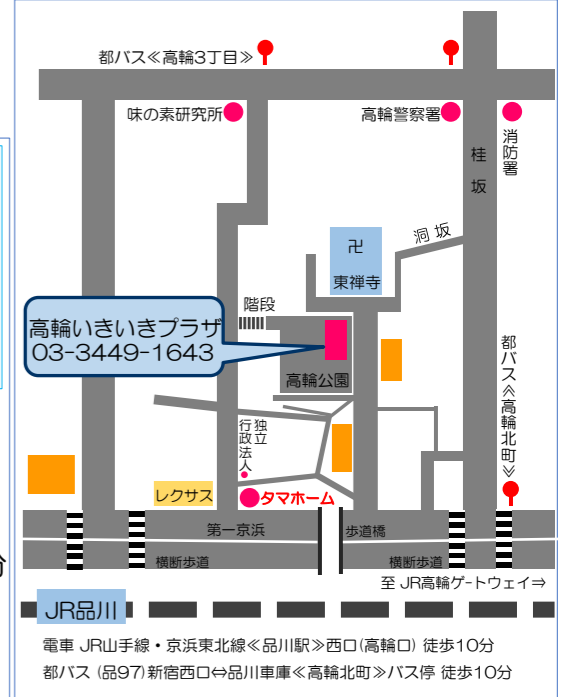 都バス≪高輪3丁目≫
味の素研究所
高輪警察署
消防署
桂坂
洞坂
卍
東禅寺
階段
高輪いきいきプラザ
03-3449-1643
高輪公園
都バス≪高輪北町≫
独立
行政法人
レクサス
タマホーム
第一京浜
歩道橋
横断歩道
横断歩道
至 JR高輪ゲートウェイ⇒
JR品川
電車 JR山手線・京浜東北線≪品川駅≫西口(高輪口) 徒歩10分
都バス (品97)新宿西口⇔品川車庫≪高輪北町≫バス停 徒歩10分